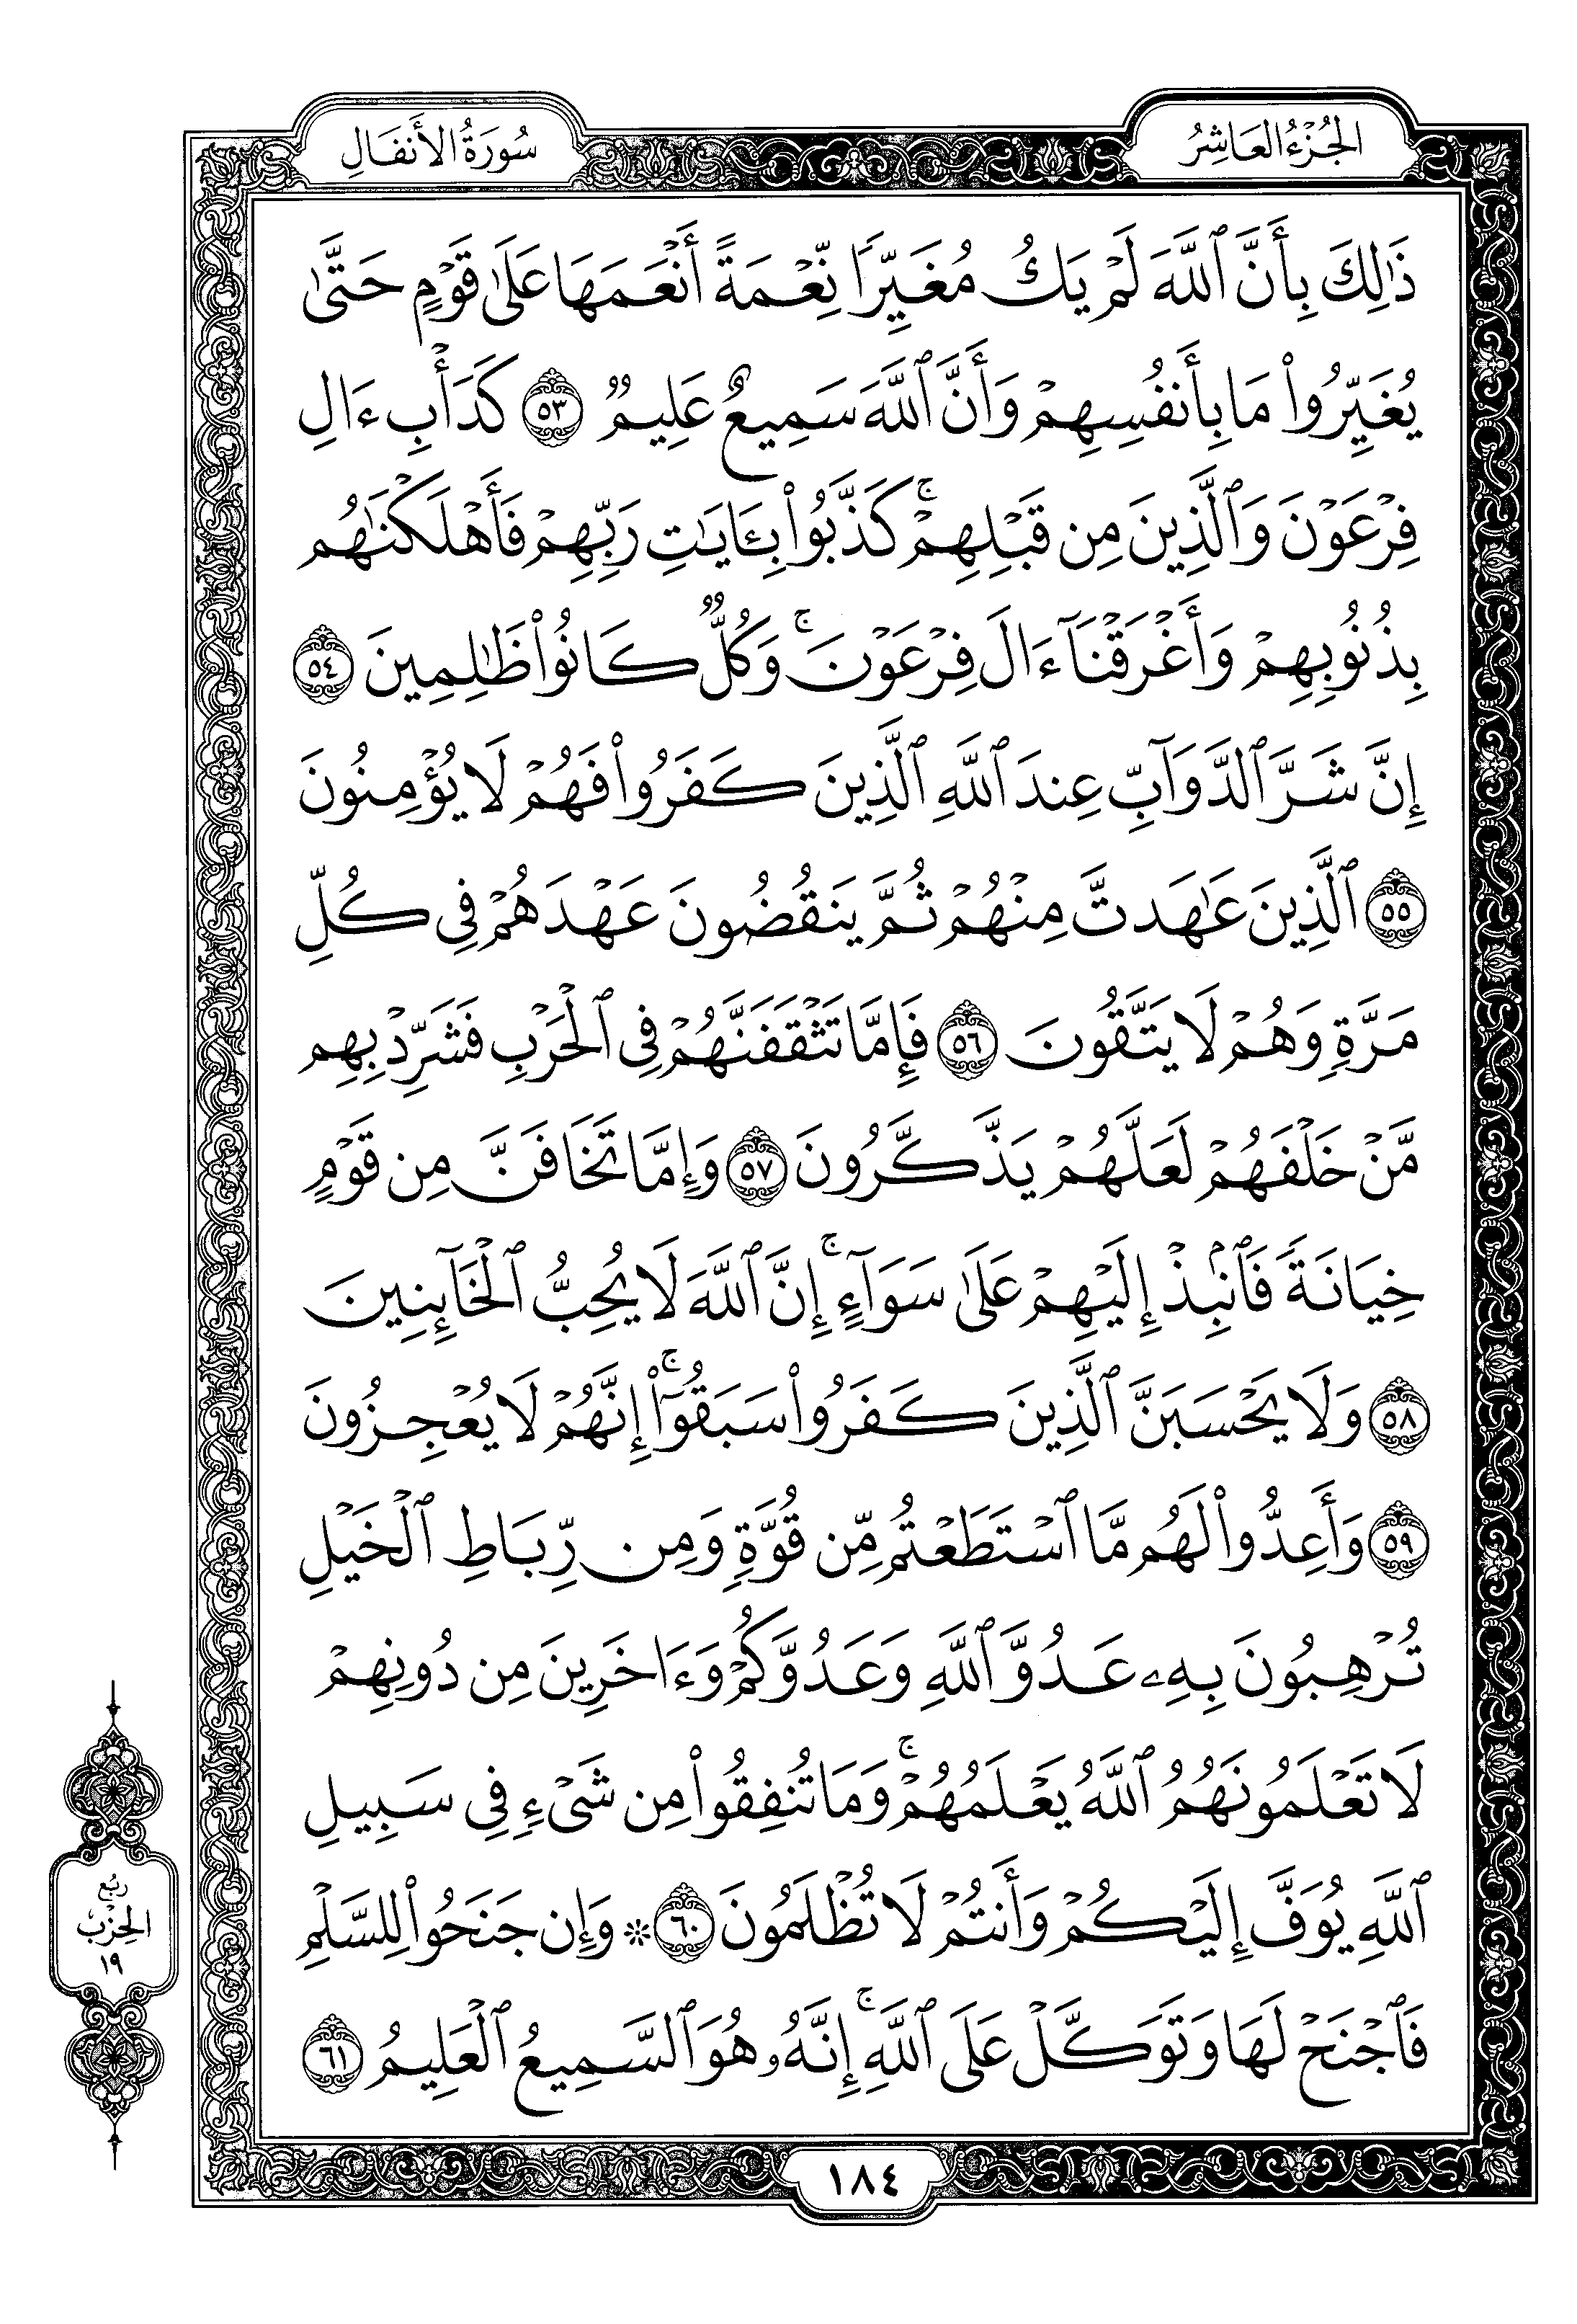 الجُزْءُ العَاشِرُ
سُورَةُ الأَنفَالِ
ذَٰلِكَ بِأَنَّ ٱللَّهَ لَمْ يَكُ مُغَيِّرًا نِّعْمَةً أَنْعَمَهَا عَلَىٰ قَوْمٍ حَتَّىٰ
يُغَيِّرُوا۟ مَا بِأَنفُسِهِمْ وَأَنَّ ٱللَّهَ سَمِيعٌ عَلِيمٌ ٥٣ كَدَأْبِ ءَالِ
فِرْعَوْنَ وَٱلَّذِينَ مِن قَبْلِهِمْ ۚ كَذَّبُوا۟ بِـَٔايَـٰتِ رَبِّهِمْ فَأَهْلَكْنَـٰهُم
بِذُنُوبِهِمْ وَأَغْرَقْنَآ ءَالَ فِرْعَوْنَ ۚ وَكُلٌّ كَانُوا۟ ظَـٰلِمِينَ ٥٤
إِنَّ شَرَّ ٱلدَّوَآبِّ عِندَ ٱللَّهِ ٱلَّذِينَ كَفَرُوا۟ فَهُمْ لَا يُؤْمِنُونَ
٥٥ ٱلَّذِينَ عَـٰهَدتَّ مِنْهُمْ ثُمَّ يَنقُضُونَ عَهْدَهُمْ فِى كُلِّ
مَرَّةٍ وَهُمْ لَا يَتَّقُونَ ٥٦ فَإِمَّا تَثْقَفَنَّهُمْ فِى ٱلْحَرْبِ فَشَرِّدْ بِهِم
مَّنْ خَلْفَهُمْ لَعَلَّهُمْ يَذَّكَّرُونَ ٥٧ وَإِمَّا تَخَافَنَّ مِن قَوْمٍ
خِيَانَةً فَٱنۢبِذْ إِلَيْهِمْ عَلَىٰ سَوَآءٍ ۚ إِنَّ ٱللَّهَ لَا يُحِبُّ ٱلْخَآئِنِينَ
٥٨ وَلَا يَحْسَبَنَّ ٱلَّذِينَ كَفَرُوا۟ سَبَقُوٓا۟ ۚ إِنَّهُمْ لَا يُعْجِزُونَ
٥٩ وَأَعِدُّوا۟ لَهُم مَّا ٱسْتَطَعْتُم مِّن قُوَّةٍ وَمِن رِّبَاطِ ٱلْخَيْلِ
تُرْهِبُونَ بِهِۦ عَدُوَّ ٱللَّهِ وَعَدُوَّكُمْ وَءَاخَرِينَ مِن دُونِهِمْ
لَا تَعْلَمُونَهُمُ ٱللَّهُ يَعْلَمُهُمْ ۚ وَمَا تُنفِقُوا۟ مِن شَىْءٍ فِى سَبِيلِ
ٱللَّهِ يُوَفَّ إِلَيْكُمْ وَأَنتُمْ لَا تُظْلَمُونَ ٦٠ * وَإِن جَنَحُوا۟ لِلسَّلْمِ
فَٱجْنَحْ لَهَا وَتَوَكَّلْ عَلَى ٱللَّهِ ۚ إِنَّهُۥ هُوَ ٱلسَّمِيعُ ٱلْعَلِيمُ ٦١
رُبُع
الحِزْب
١٩
١٨٤